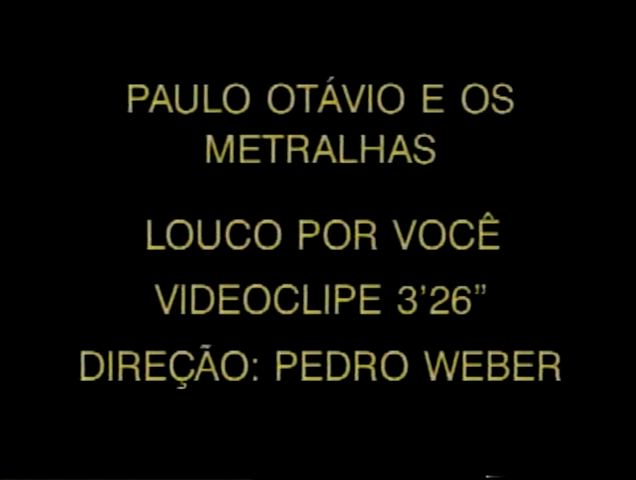 PAULO OTÁVIO E OS
METRALHAS
LOUCO POR VOCÊ
VIDEOCLIPE 3’26”
DIREÇÃO: PEDRO WEBER